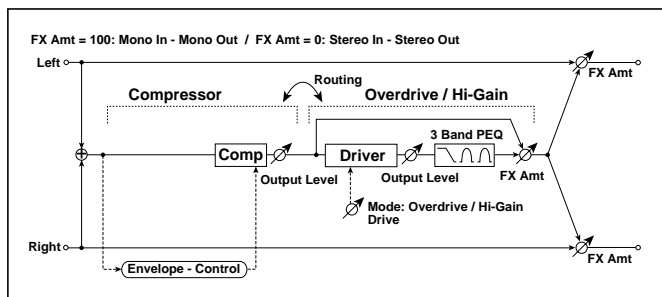 FX Amt = 100: Mono In - Mono Out / FX Amt = 0: Stereo In - Stereo Out
Left
FX Amt
Routing
Compressor
Overdrive / Hi-Gain
3 Band PEQ
Comp
Driver
Output Level
Output Level
FX Amt
Mode: Overdrive / Hi-Gain
Drive
Right
FX Amt
Envelope - Control